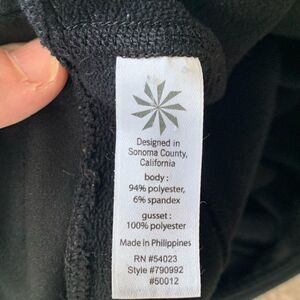 Designed in
Sonoma County,
California
body :
94% polyester,
6% spandex
gusset :
100% polyester
Made in Philippines
RN #54023
Style #790992
#50012